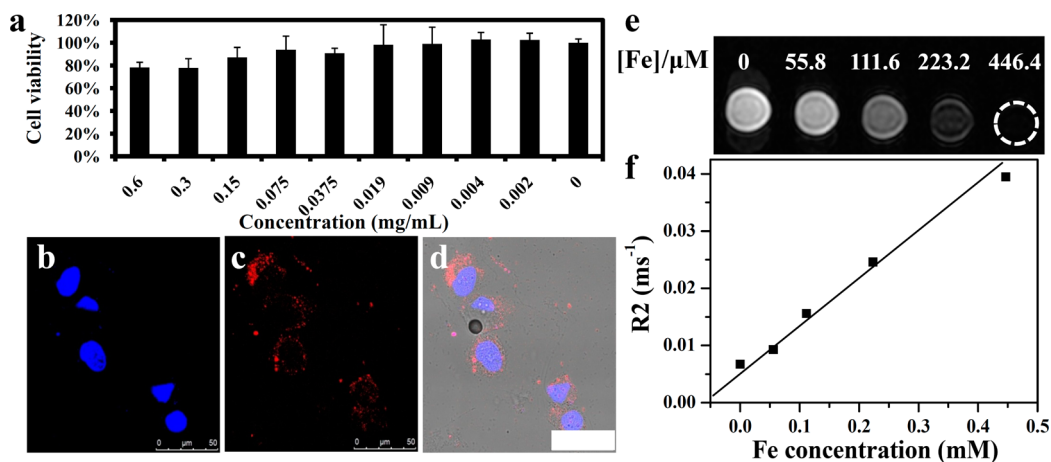 a
120%
100%
80%
60%
40%
20%
0%
Cell viability
0.6 0.3 0.15 0.075 0.0375 0.019 0.009 0.004 0.002 0
Concentration (mg/mL)
b
0 µm 50
c
0 µm 50
d
e
[Fe]/µM 0 55.8 111.6 223.2 446.4
f
0.04
0.03
0.02
0.01
0.00
R2 (ms⁻¹)
0.0 0.1 0.2 0.3 0.4 0.5
Fe concentration (mM)